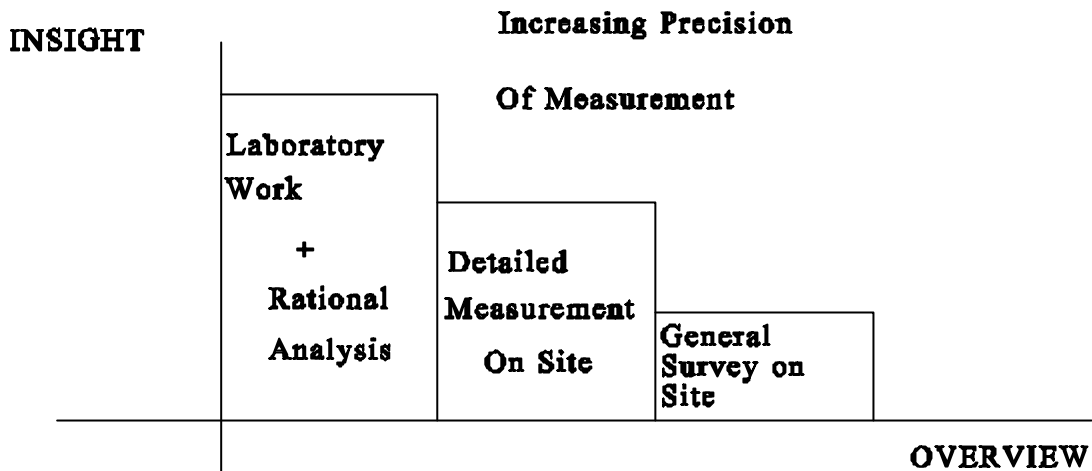 INSIGHT
Increasing Precision
Of Measurement
Laboratory
Work
+
Rational
Analysis
Detailed
Measurement
On Site
General
Survey on
Site
OVERVIEW